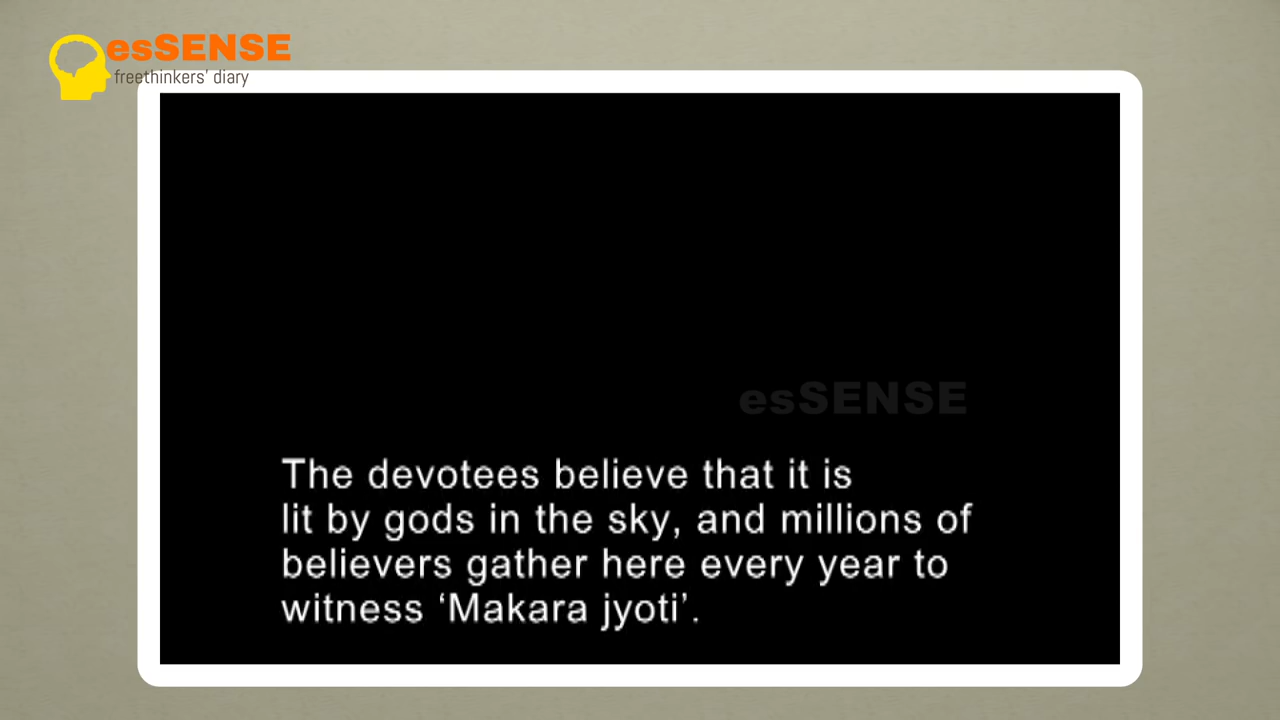 esSENSE
freethinkers' diary
esSENSE
The devotees believe that it is
lit by gods in the sky, and millions of
believers gather here every year to
witness ‘Makara jyoti’.